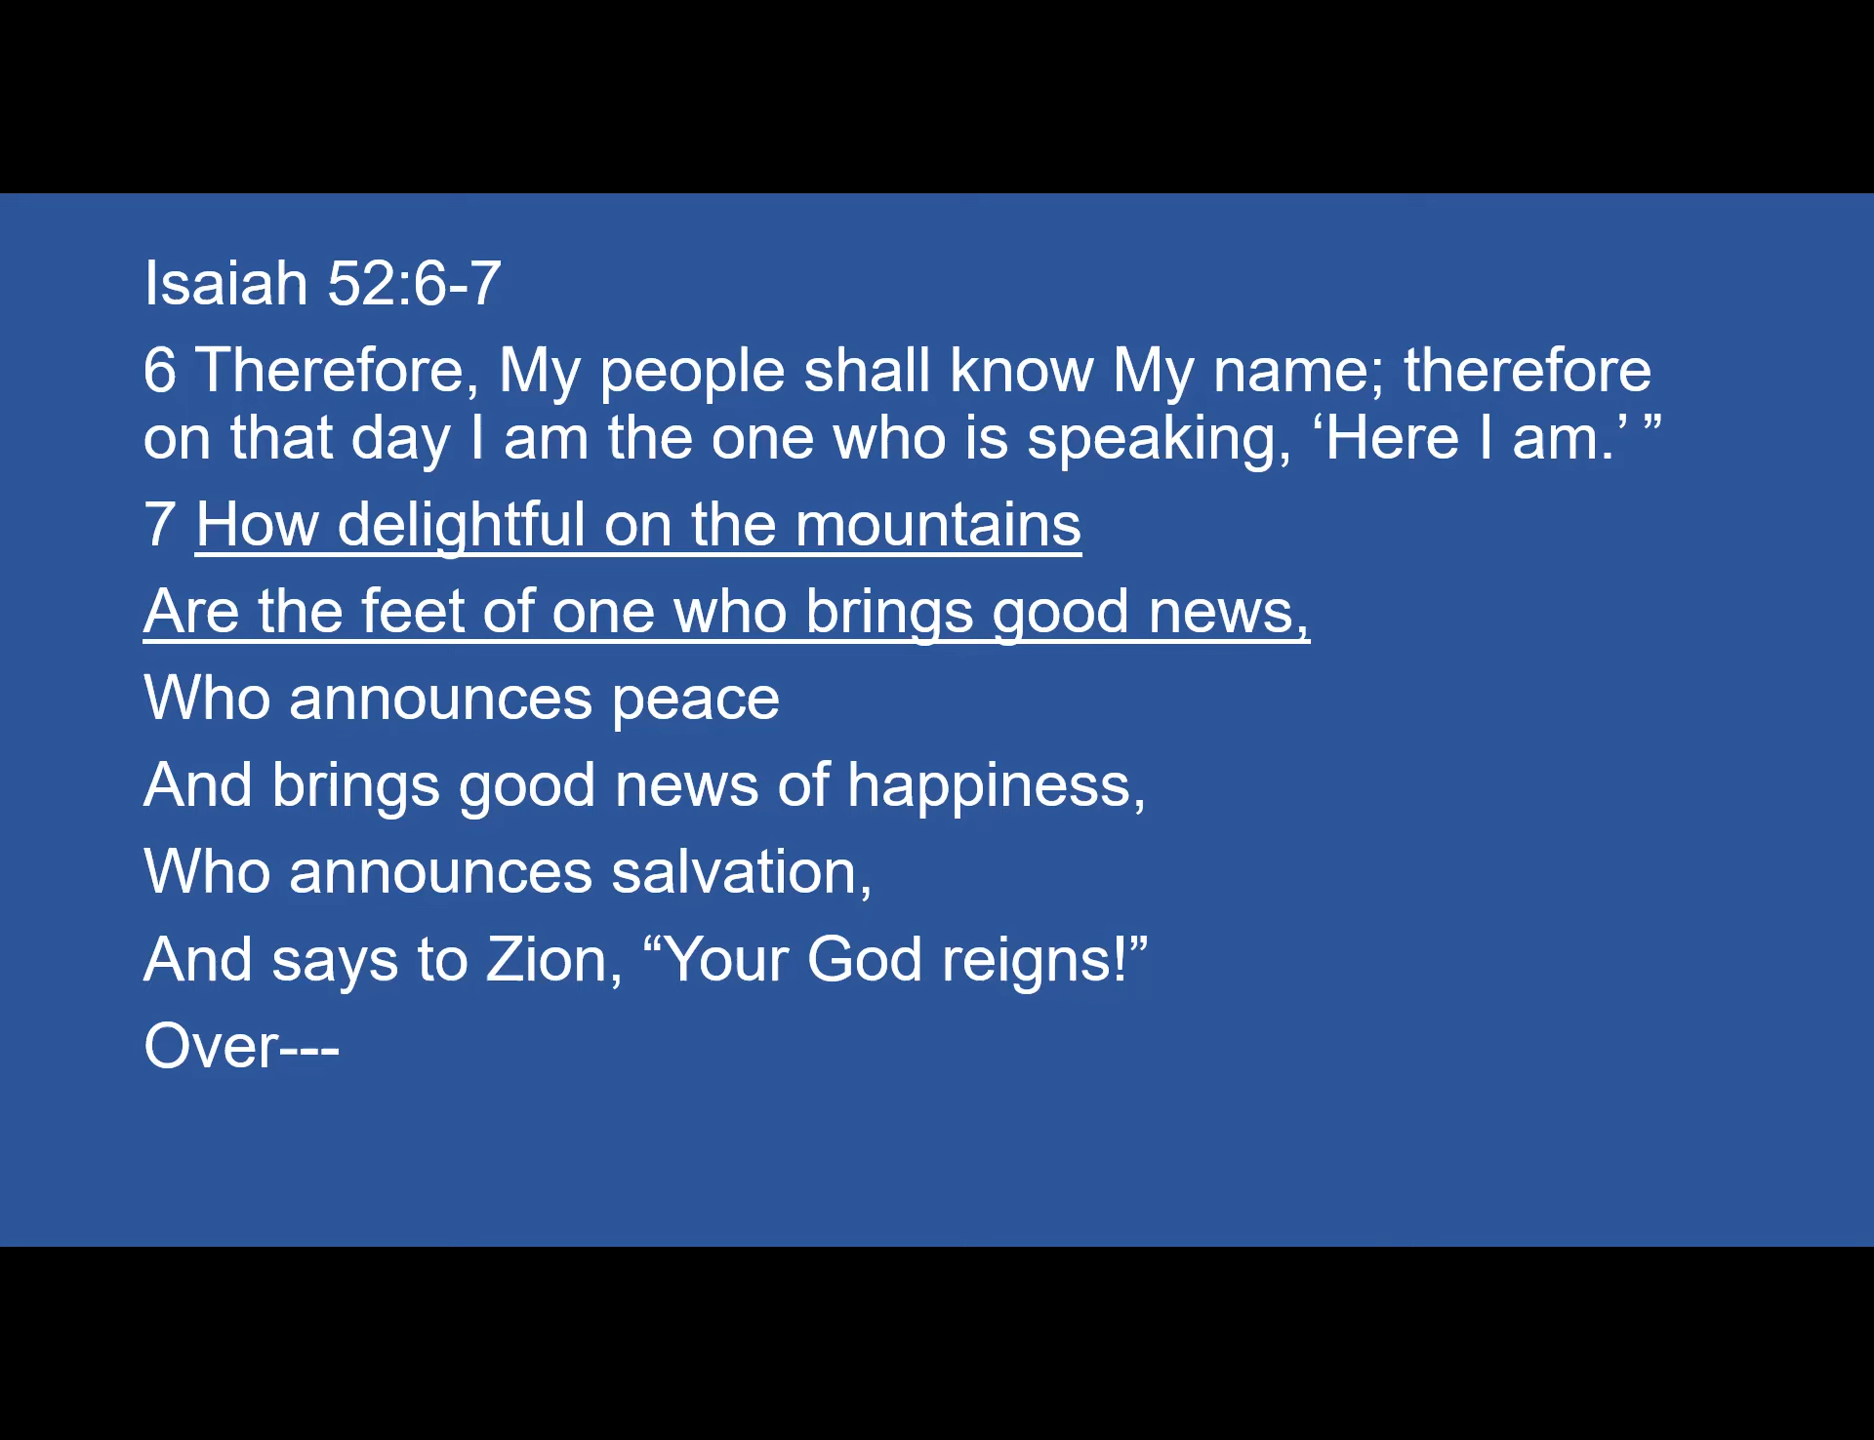 Isaiah 52:6-7
6 Therefore, My people shall know My name; therefore
on that day I am the one who is speaking, ‘Here I am.’ ”
7 How delightful on the mountains
Are the feet of one who brings good news,
Who announces peace
And brings good news of happiness,
Who announces salvation,
And says to Zion, “Your God reigns!”
Over---